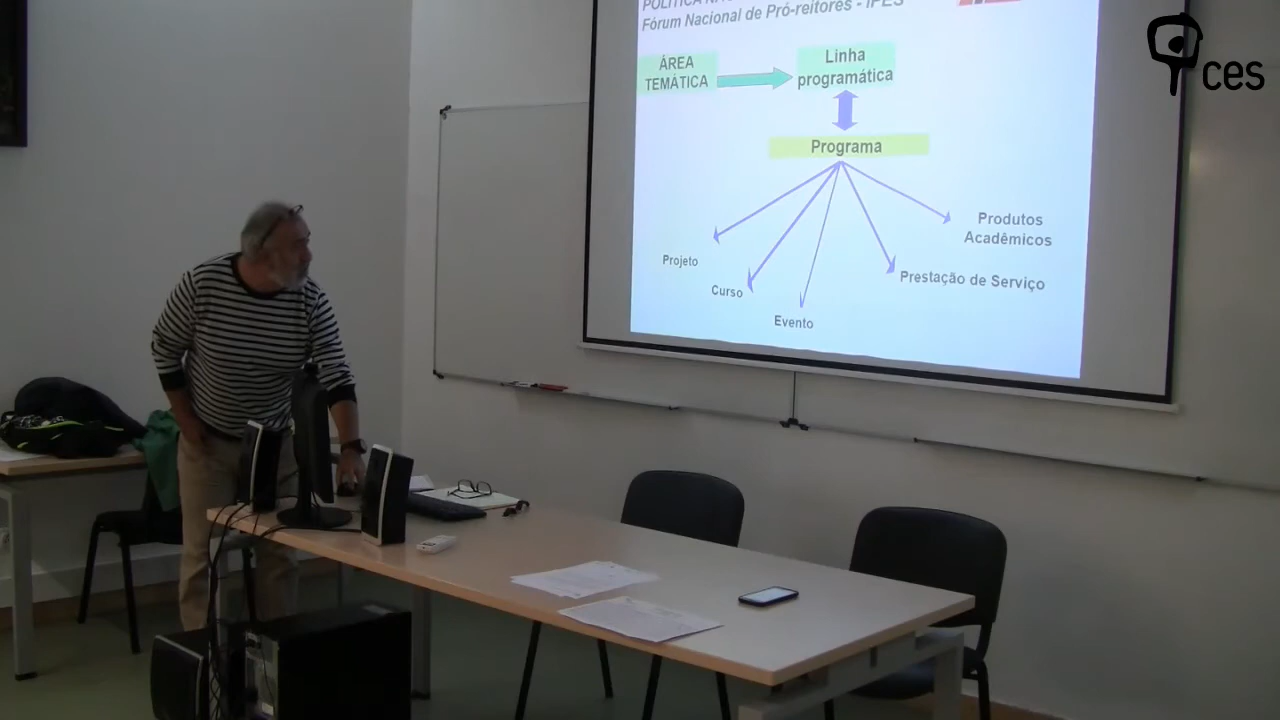 Fórum Nacional de Pró-reitores - IFES
ÁREA
TEMÁTICA
Linha
programática
Programa
Projeto
Curso
Evento
Prestação de Serviço
Produtos
Acadêmicos
ces